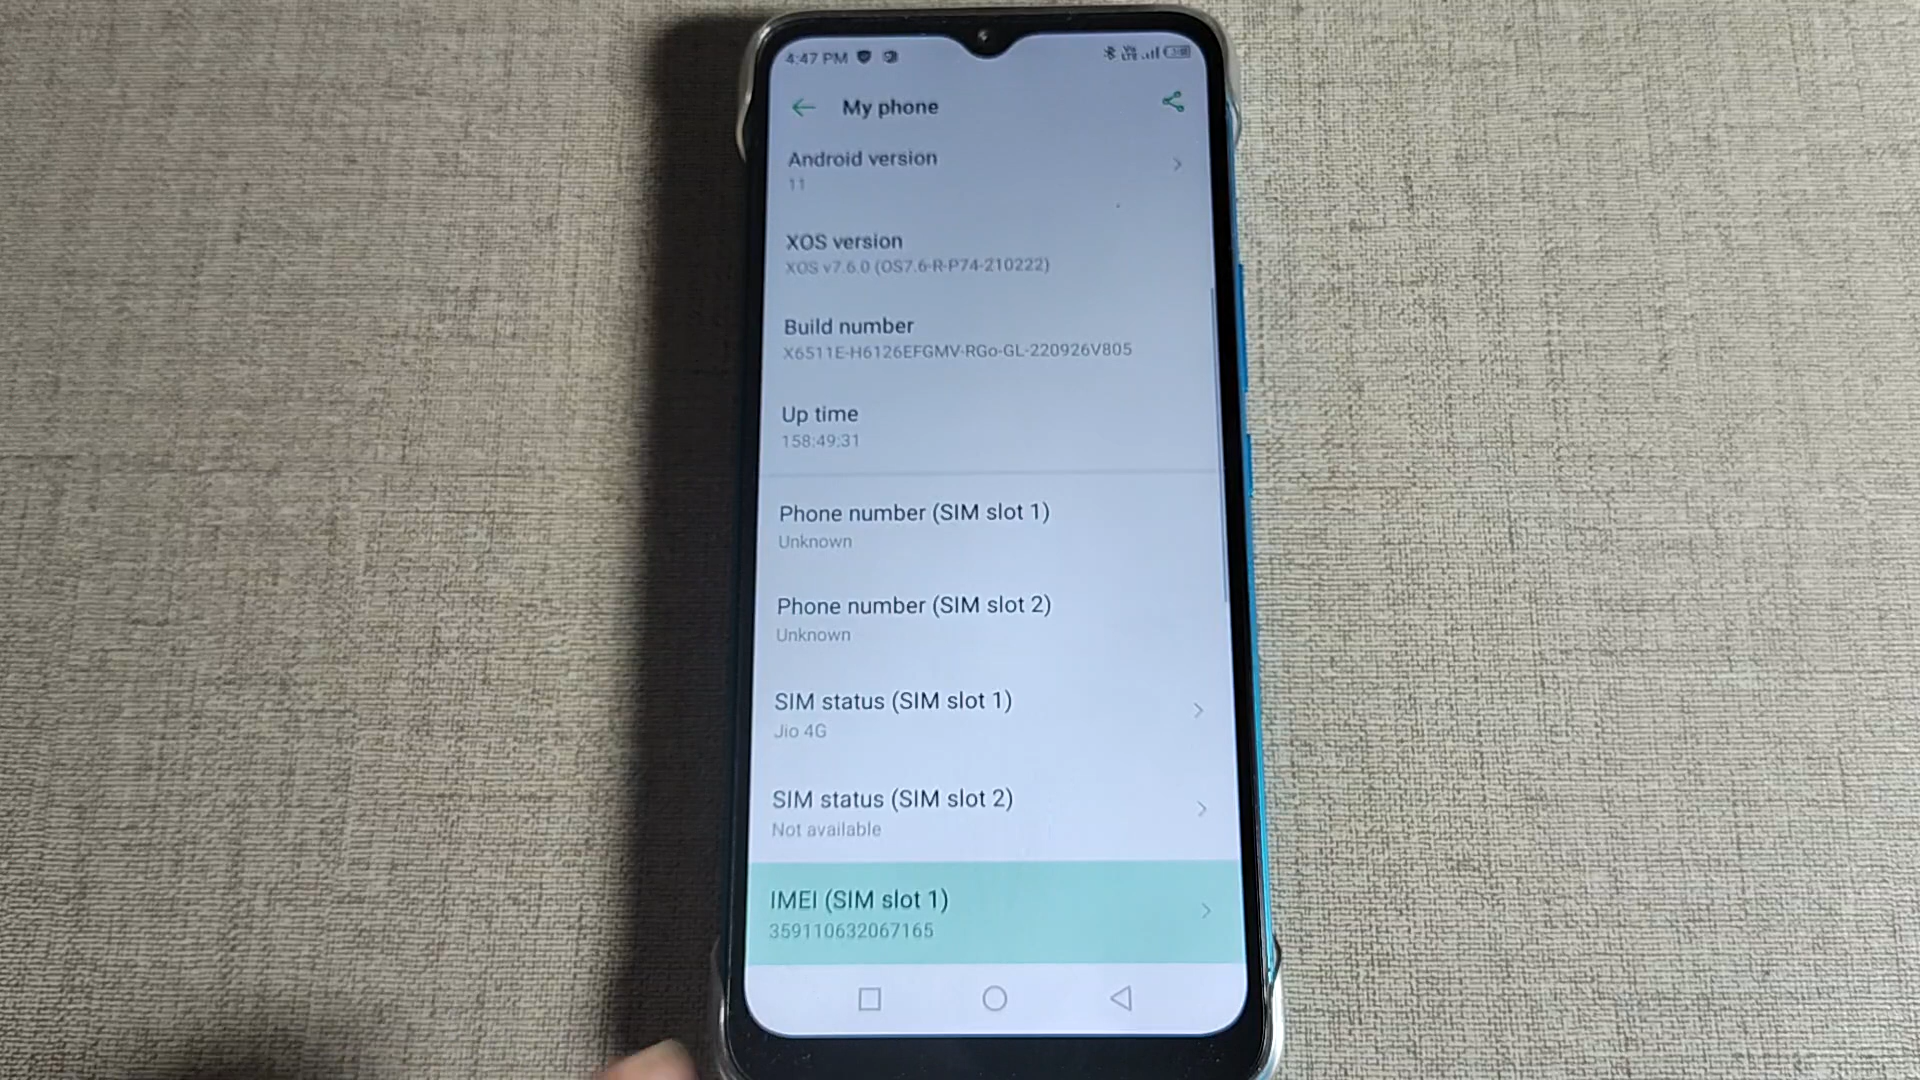 4:47 PM
My phone
Android version
11
XOS version
XOS v7.6.0 (OS7.6-R-P74-210222)
Build number
X6511E-H6126EFGMV-RGo-GL-220926V805
Up time
158:49:31
Phone number (SIM slot 1)
Unknown
Phone number (SIM slot 2)
Unknown
SIM status (SIM slot 1)
Jio 4G
SIM status (SIM slot 2)
Not available
IMEI (SIM slot 1)
359110632067165